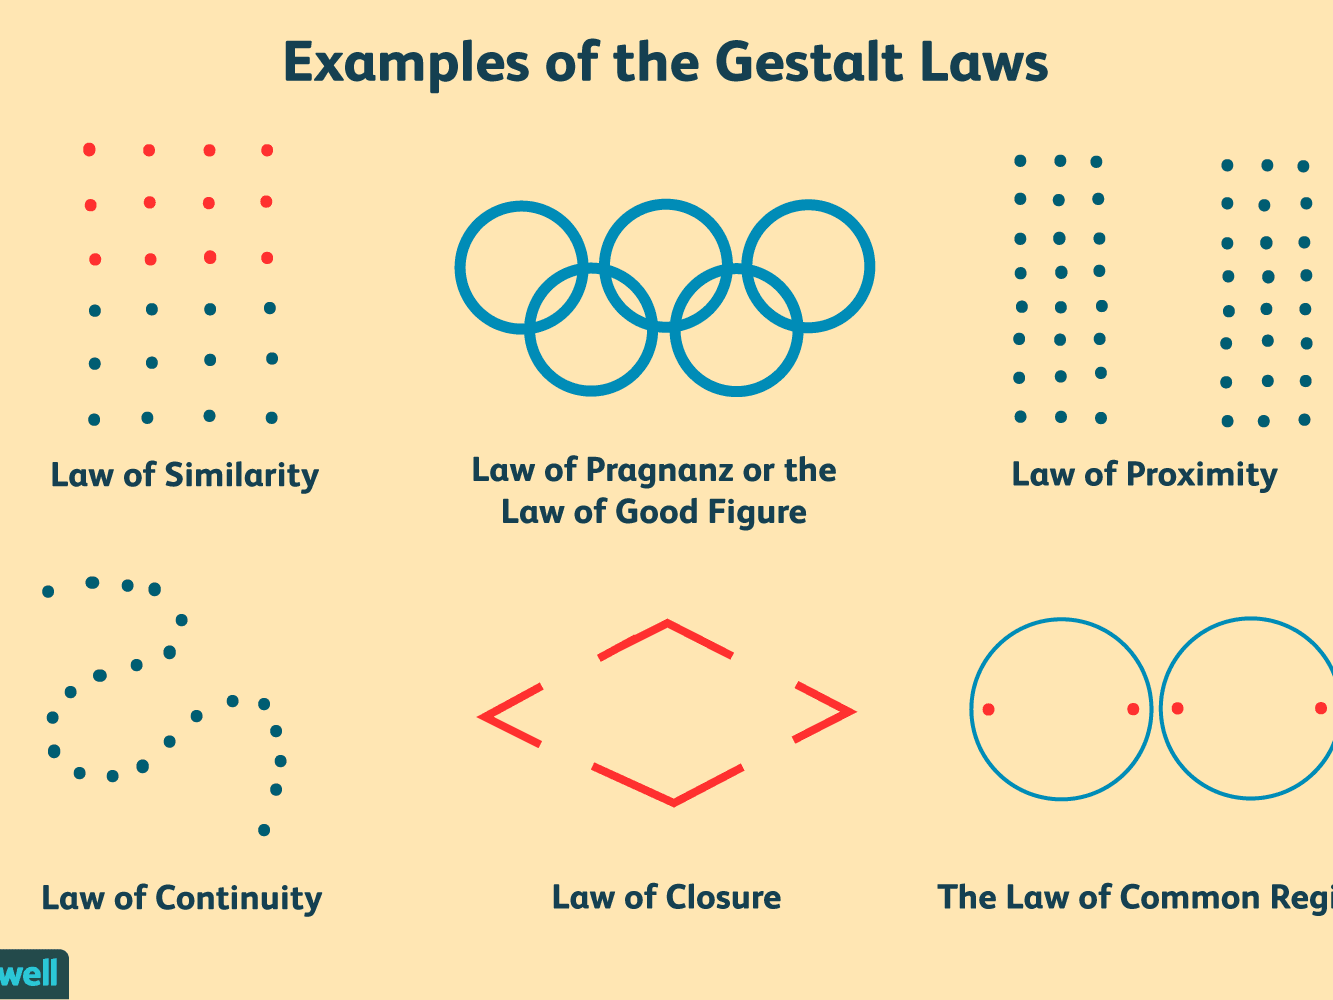 Examples of the Gestalt Laws
Law of Similarity
Law of Pragnanz or the
Law of Good Figure
Law of Proximity
Law of Continuity
Law of Closure
The Law of Common Regi
well